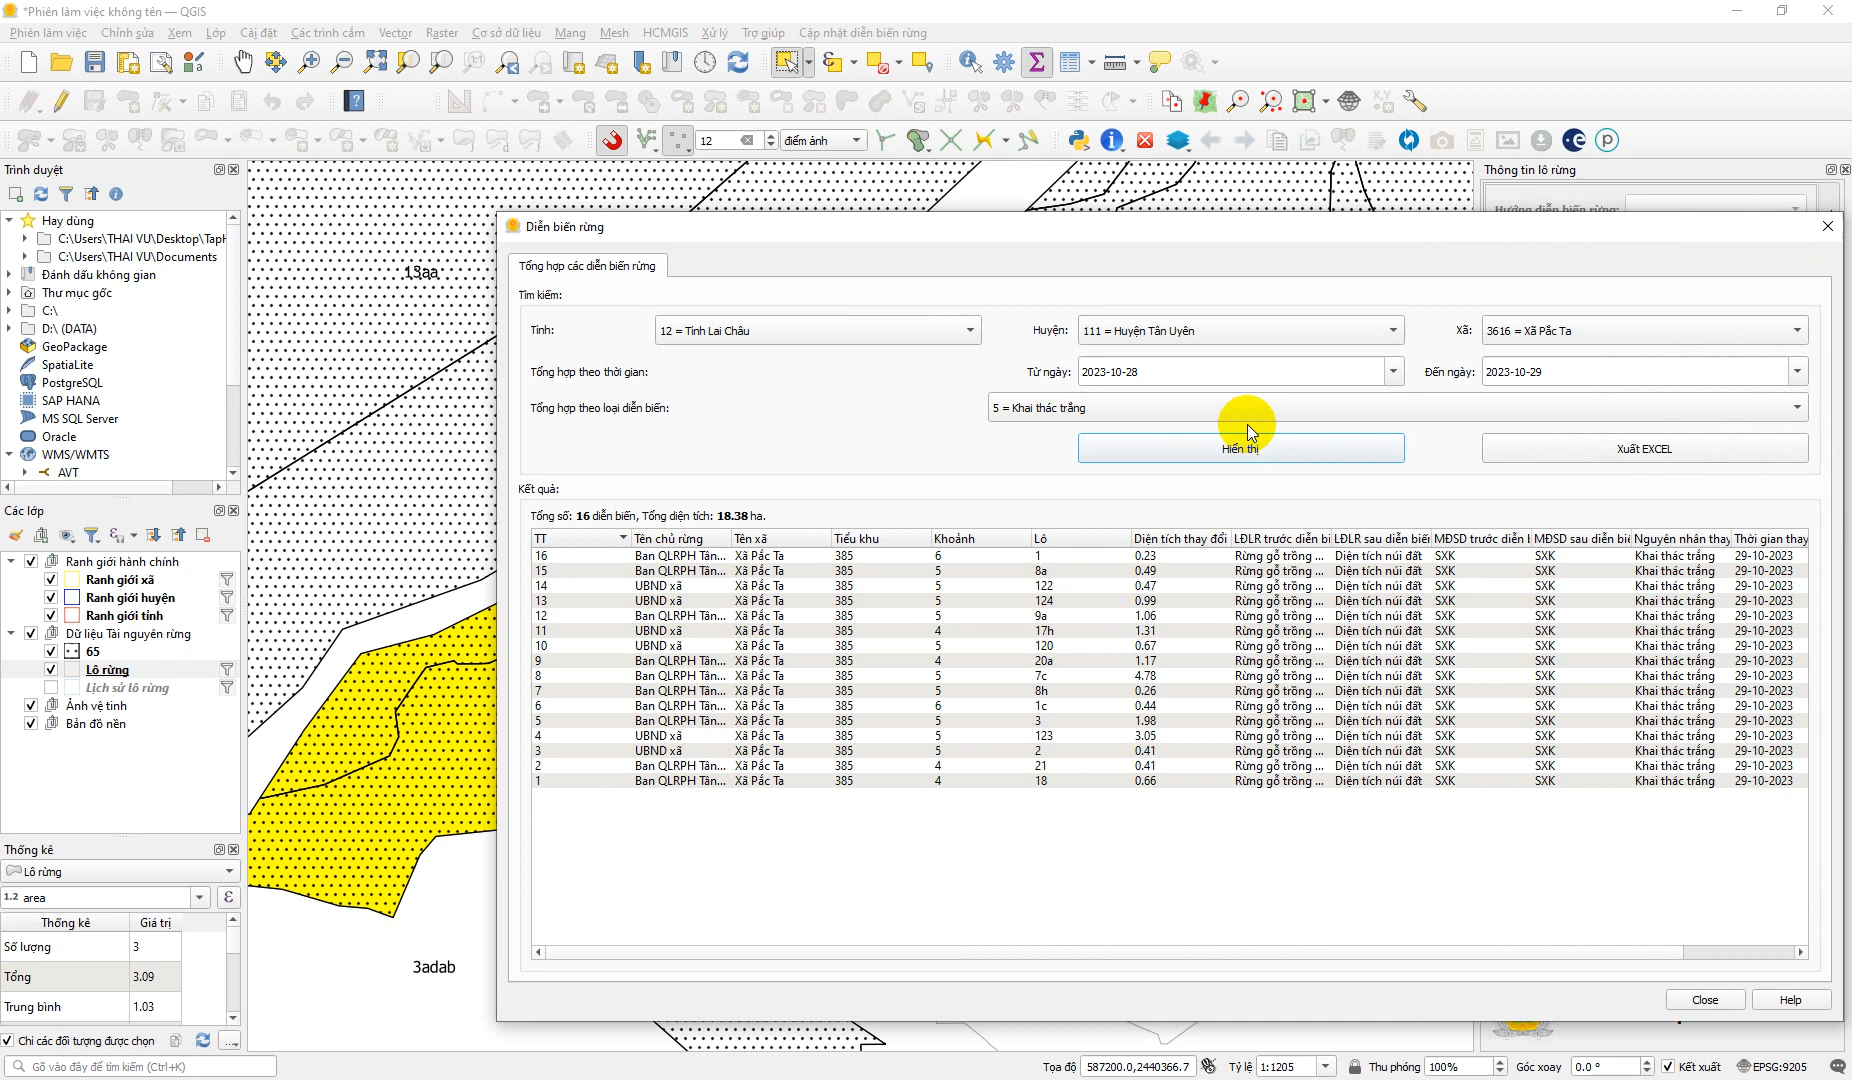 *Phiên làm việc không tên — QGIS
Phiên làm việc Chỉnh sửa Xem Lớp Cài đặt Các trình cắm Vector Raster Cơ sở dữ liệu Mạng Mesh HCMGIS Xử lý Trợ giúp Cập nhật diễn biến rừng
12 điểm ảnh
Trình duyệt
Hay dùng
C:\Users\THAI VU\Desktop\Tapl
C:\Users\THAI VU\Documents
Đánh dấu không gian
Thư mục gốc
C:\
D:\ (DATA)
GeoPackage
SpatiaLite
PostgreSQL
SAP HANA
MS SQL Server
Oracle
WMS/WMTS
AVT
Các lớp
Ranh giới hành chính
Ranh giới xã
Ranh giới huyện
Ranh giới tỉnh
Dữ liệu Tài nguyên rừng
65
Lô rừng
Lịch sử lô rừng
Ảnh vệ tinh
Bản đồ nền
Thống kê
Lô rừng
1.2 area
Thống kê Giá trị
Số lượng 3
Tổng 3.09
Trung bình 1.03
Chỉ các đối tượng được chọn
13aa
3adab
Thông tin lô rừng
Hướng diễn biến rừng:
Diễn biến rừng
Tổng hợp các diễn biến rừng
Tìm kiếm:
Tỉnh: 12 = Tỉnh Lai Châu Huyện: 111 = Huyện Tân Uyên Xã: 3616 = Xã Pắc Ta
Tổng hợp theo thời gian: Từ ngày: 2023-10-28 Đến ngày: 2023-10-29
Tổng hợp theo loại diễn biến: 5 = Khai thác trắng
Hiển thị Xuất EXCEL
Kết quả:
Tổng số: 16 diễn biến, Tổng diện tích: 18.38 ha.
TT Tên chủ rừng Tên xã Tiểu khu Khoảnh Lô Diện tích thay đổi LĐLR trước diễn bi LĐLR sau diễn biến MĐSD trước diễn l MĐSD sau diễn biế Nguyên nhân thay Thời gian thay
16 Ban QLRPH Tân... Xã Pắc Ta 385 6 1 0.23 Rừng gỗ trồng ... Diện tích núi đất SXK SXK Khai thác trắng 29-10-2023
15 Ban QLRPH Tân... Xã Pắc Ta 385 5 8a 0.49 Rừng gỗ trồng ... Diện tích núi đất SXK SXK Khai thác trắng 29-10-2023
14 UBND xã Xã Pắc Ta 385 5 122 0.47 Rừng gỗ trồng ... Diện tích núi đất SXK SXK Khai thác trắng 29-10-2023
13 UBND xã Xã Pắc Ta 385 5 124 0.99 Rừng gỗ trồng ... Diện tích núi đất SXK SXK Khai thác trắng 29-10-2023
12 Ban QLRPH Tân... Xã Pắc Ta 385 5 9a 1.06 Rừng gỗ trồng ... Diện tích núi đất SXK SXK Khai thác trắng 29-10-2023
11 UBND xã Xã Pắc Ta 385 4 17h 1.31 Rừng gỗ trồng ... Diện tích núi đất SXK SXK Khai thác trắng 29-10-2023
10 UBND xã Xã Pắc Ta 385 5 120 0.67 Rừng gỗ trồng ... Diện tích núi đất SXK SXK Khai thác trắng 29-10-2023
9 Ban QLRPH Tân... Xã Pắc Ta 385 4 20a 1.17 Rừng gỗ trồng ... Diện tích núi đất SXK SXK Khai thác trắng 29-10-2023
8 Ban QLRPH Tân... Xã Pắc Ta 385 5 7c 4.78 Rừng gỗ trồng ... Diện tích núi đất SXK SXK Khai thác trắng 29-10-2023
7 Ban QLRPH Tân... Xã Pắc Ta 385 5 8h 0.26 Rừng gỗ trồng ... Diện tích núi đất SXK SXK Khai thác trắng 29-10-2023
6 Ban QLRPH Tân... Xã Pắc Ta 385 6 1c 0.44 Rừng gỗ trồng ... Diện tích núi đất SXK SXK Khai thác trắng 29-10-2023
5 Ban QLRPH Tân... Xã Pắc Ta 385 5 3 1.98 Rừng gỗ trồng ... Diện tích núi đất SXK SXK Khai thác trắng 29-10-2023
4 UBND xã Xã Pắc Ta 385 5 123 3.05 Rừng gỗ trồng ... Diện tích núi đất SXK SXK Khai thác trắng 29-10-2023
3 UBND xã Xã Pắc Ta 385 5 2 0.41 Rừng gỗ trồng ... Diện tích núi đất SXK SXK Khai thác trắng 29-10-2023
2 Ban QLRPH Tân... Xã Pắc Ta 385 4 21 0.41 Rừng gỗ trồng ... Diện tích núi đất SXK SXK Khai thác trắng 29-10-2023
1 Ban QLRPH Tân... Xã Pắc Ta 385 4 18 0.66 Rừng gỗ trồng ... Diện tích núi đất SXK SXK Khai thác trắng 29-10-2023
Close Help
Gõ vào đây để tìm kiếm (Ctrl+K) Tọa độ 587200.0,2440366.7 Tỷ lệ 1:1205 Thu phóng 100% Góc xoay 0.0 ° Kết xuất EPSG:9205